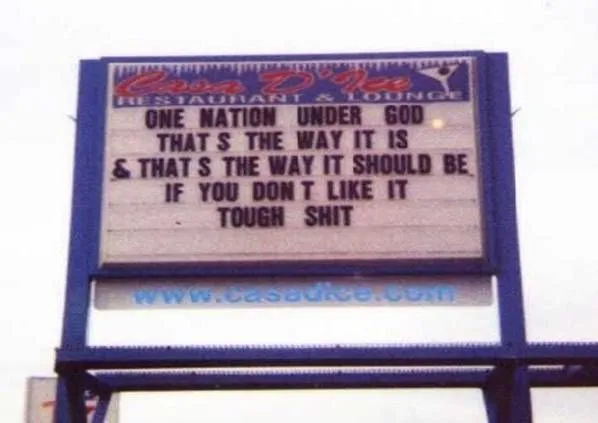 Casa D'Ice
RESTAURANT & LOUNGE
ONE NATION UNDER GOD
THAT S THE WAY IT IS
& THAT S THE WAY IT SHOULD BE
IF YOU DON T LIKE IT
TOUGH SHIT
www.casadice.com